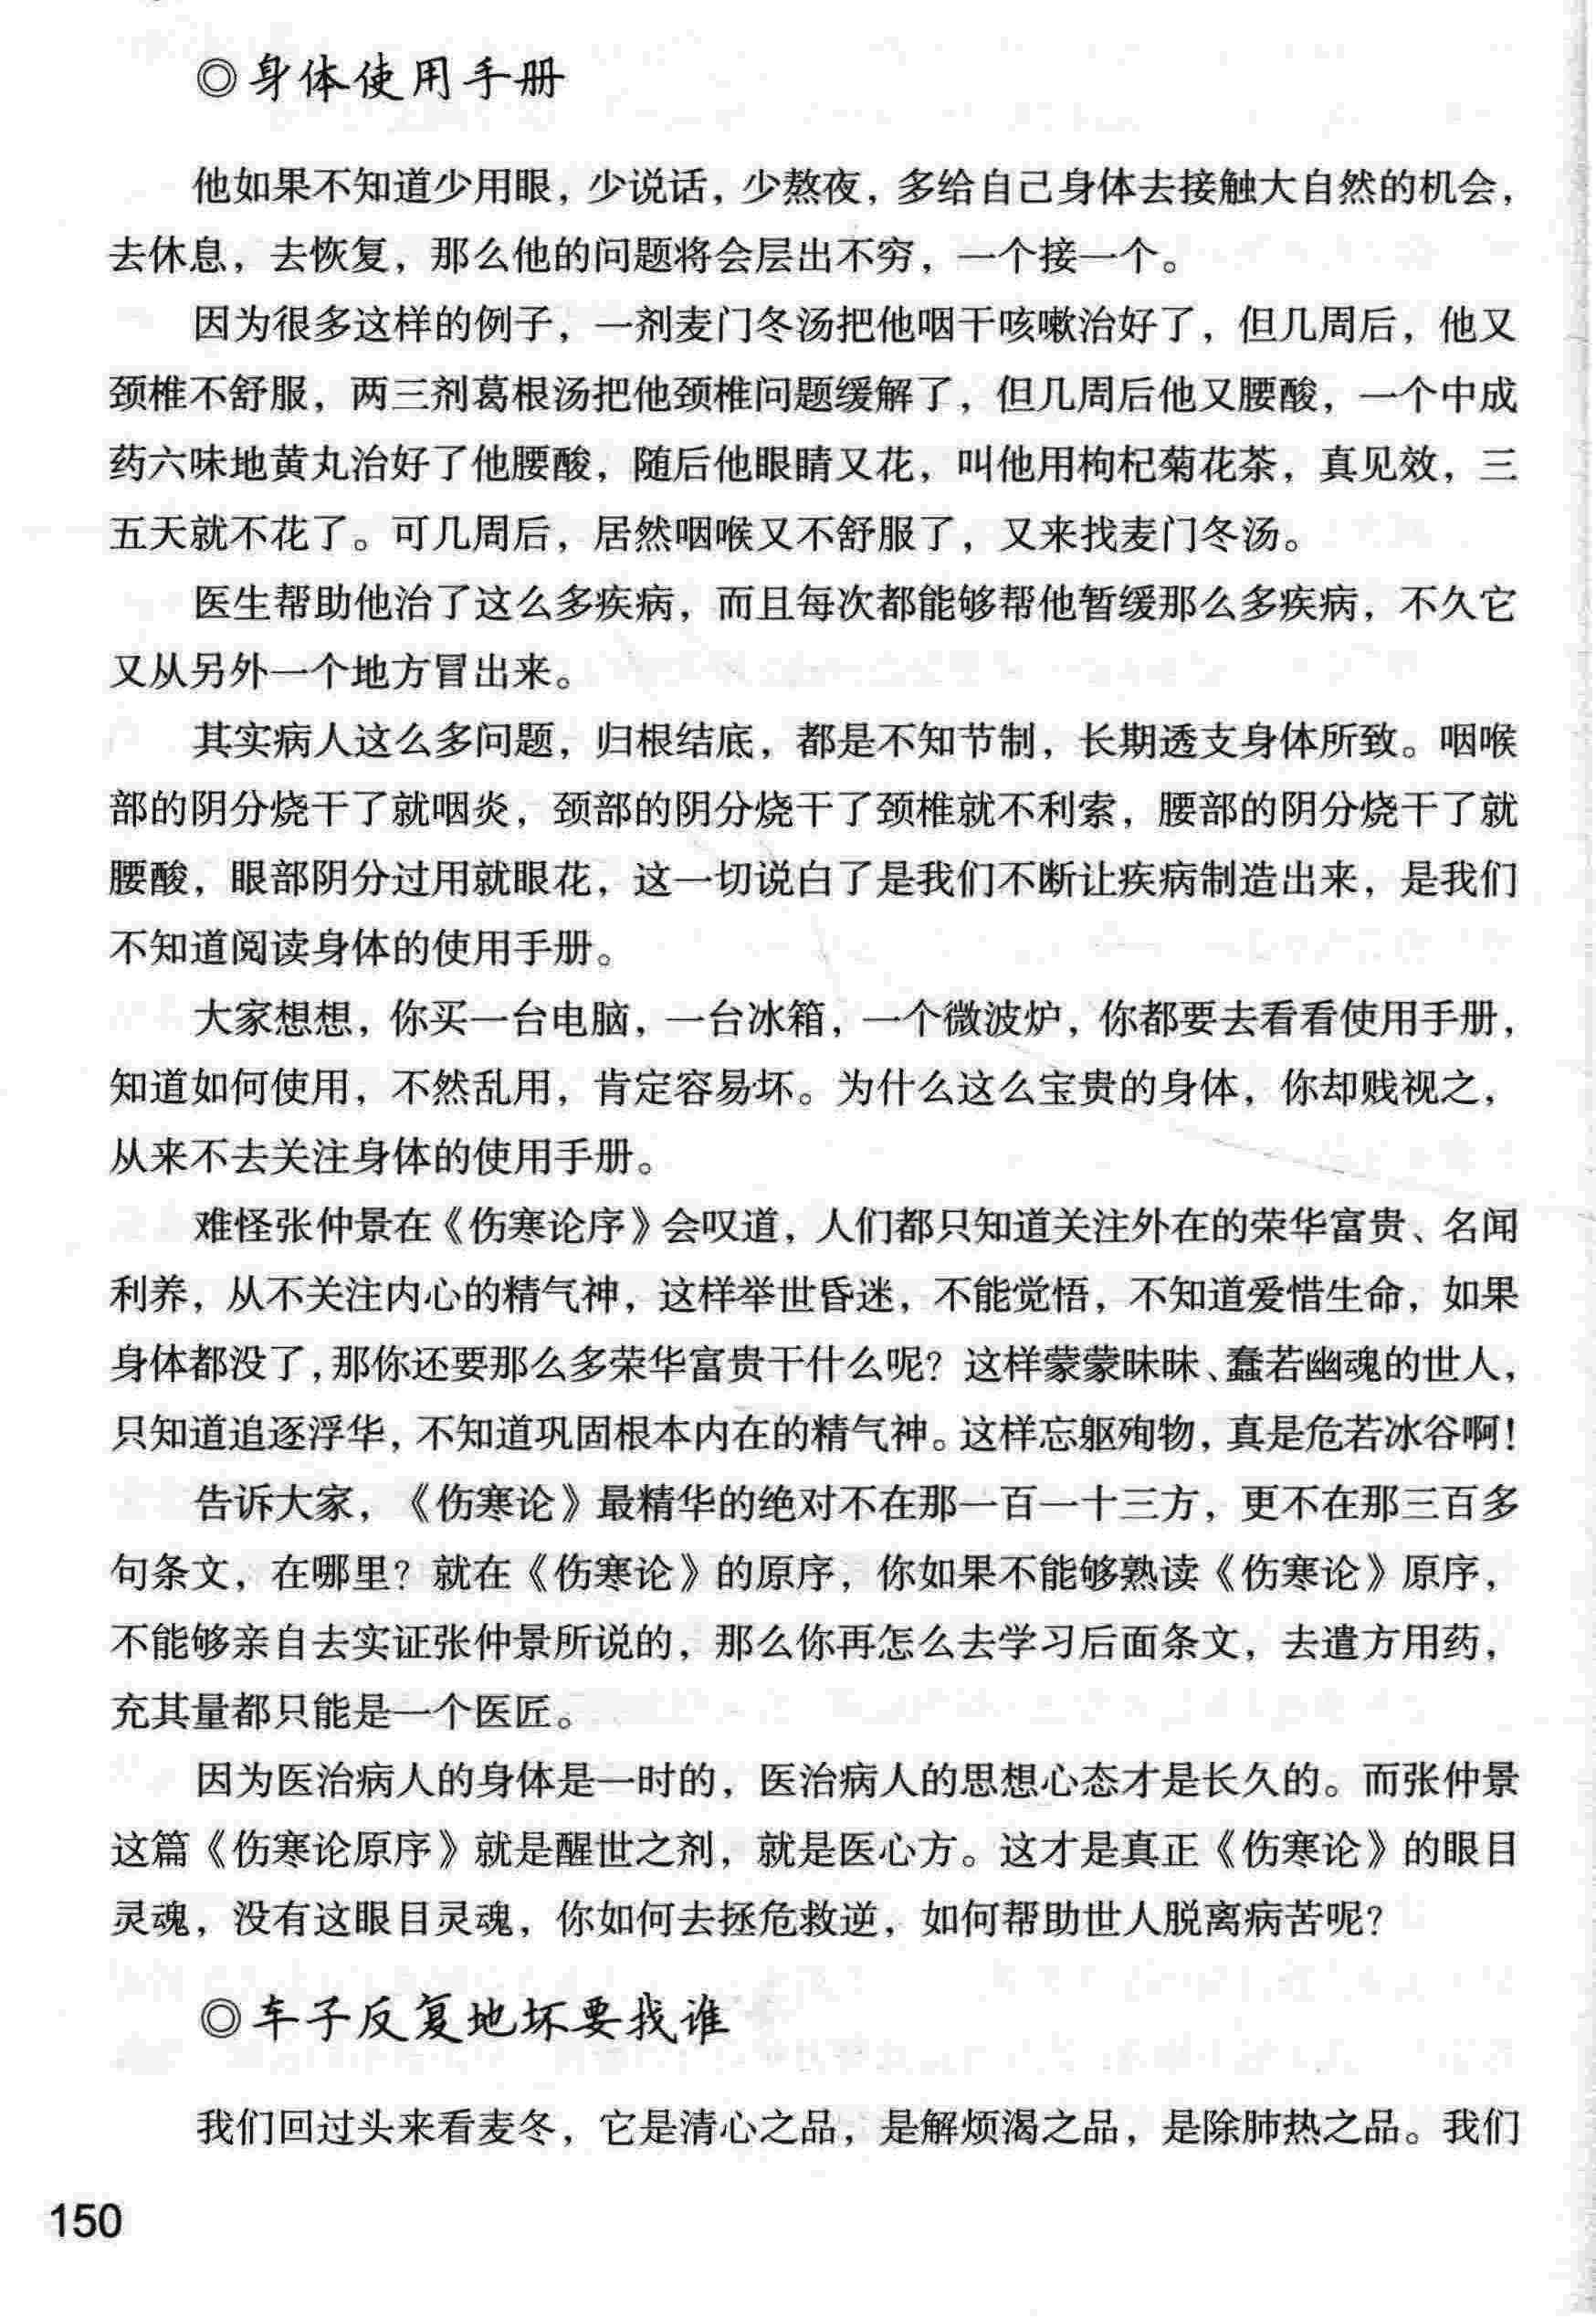 ◎身体使用手册
他如果不知道少用眼，少说话，少熬夜，多给自己身体去接触大自然的机会，
去休息，去恢复，那么他的问题将会层出不穷，一个接一个。
因为很多这样的例子，一剂麦门冬汤把他咽干咳嗽治好了，但几周后，他又
颈椎不舒服，两三剂葛根汤把他颈椎问题缓解了，但几周后他又腰酸，一个中成
药六味地黄丸治好了他腰酸，随后他眼睛又花，叫他用枸杞菊花茶，真见效，三
五天就不花了。可几周后，居然咽喉又不舒服了，又来找麦门冬汤。
医生帮助他治了这么多疾病，而且每次都能够帮他暂缓那么多疾病，不久它
又从另外一个地方冒出来。
其实病人这么多问题，归根结底，都是不知节制，长期透支身体所致。咽喉
部的阴分烧干了就咽炎，颈部的阴分烧干了颈椎就不利索，腰部的阴分烧干了就
腰酸，眼部阴分过用就眼花，这一切说白了是我们不断让疾病制造出来，是我们
不知道阅读身体的使用手册。
大家想想，你买一台电脑，一台冰箱，一个微波炉，你都要去看看使用手册，
知道如何使用，不然乱用，肯定容易坏。为什么这么宝贵的身体，你却贱视之，
从来不去关注身体的使用手册。
难怪张仲景在《伤寒论序》会叹道，人们都只知道关注外在的荣华富贵、名闻
利养，从不关注内心的精气神，这样举世昏迷，不能觉悟，不知道爱惜生命，如果
身体都没了，那你还要那么多荣华富贵干什么呢？这样蒙蒙昧昧、蠢若幽魂的世人，
只知道追逐浮华，不知道巩固根本内在的精气神。这样忘躯殉物，真是危若冰谷啊！
告诉大家，《伤寒论》最精华的绝对不在那一百一十三方，更不在那三百多
句条文，在哪里？就在《伤寒论》的原序，你如果不能够熟读《伤寒论》原序，
不能够亲自去实证张仲景所说的，那么你再怎么去学习后面条文，去遣方用药，
充其量都只能是一个医匠。
因为医治病人的身体是一时的，医治病人的思想心态才是长久的。而张仲景
这篇《伤寒论原序》就是醒世之剂，就是医心方。这才是真正《伤寒论》的眼目
灵魂，没有这眼目灵魂，你如何去拯危救逆，如何帮助世人脱离病苦呢？
◎车子反复地坏要找谁
我们回过头来看麦冬，它是清心之品，是解烦渴之品，是除肺热之品。我们
150